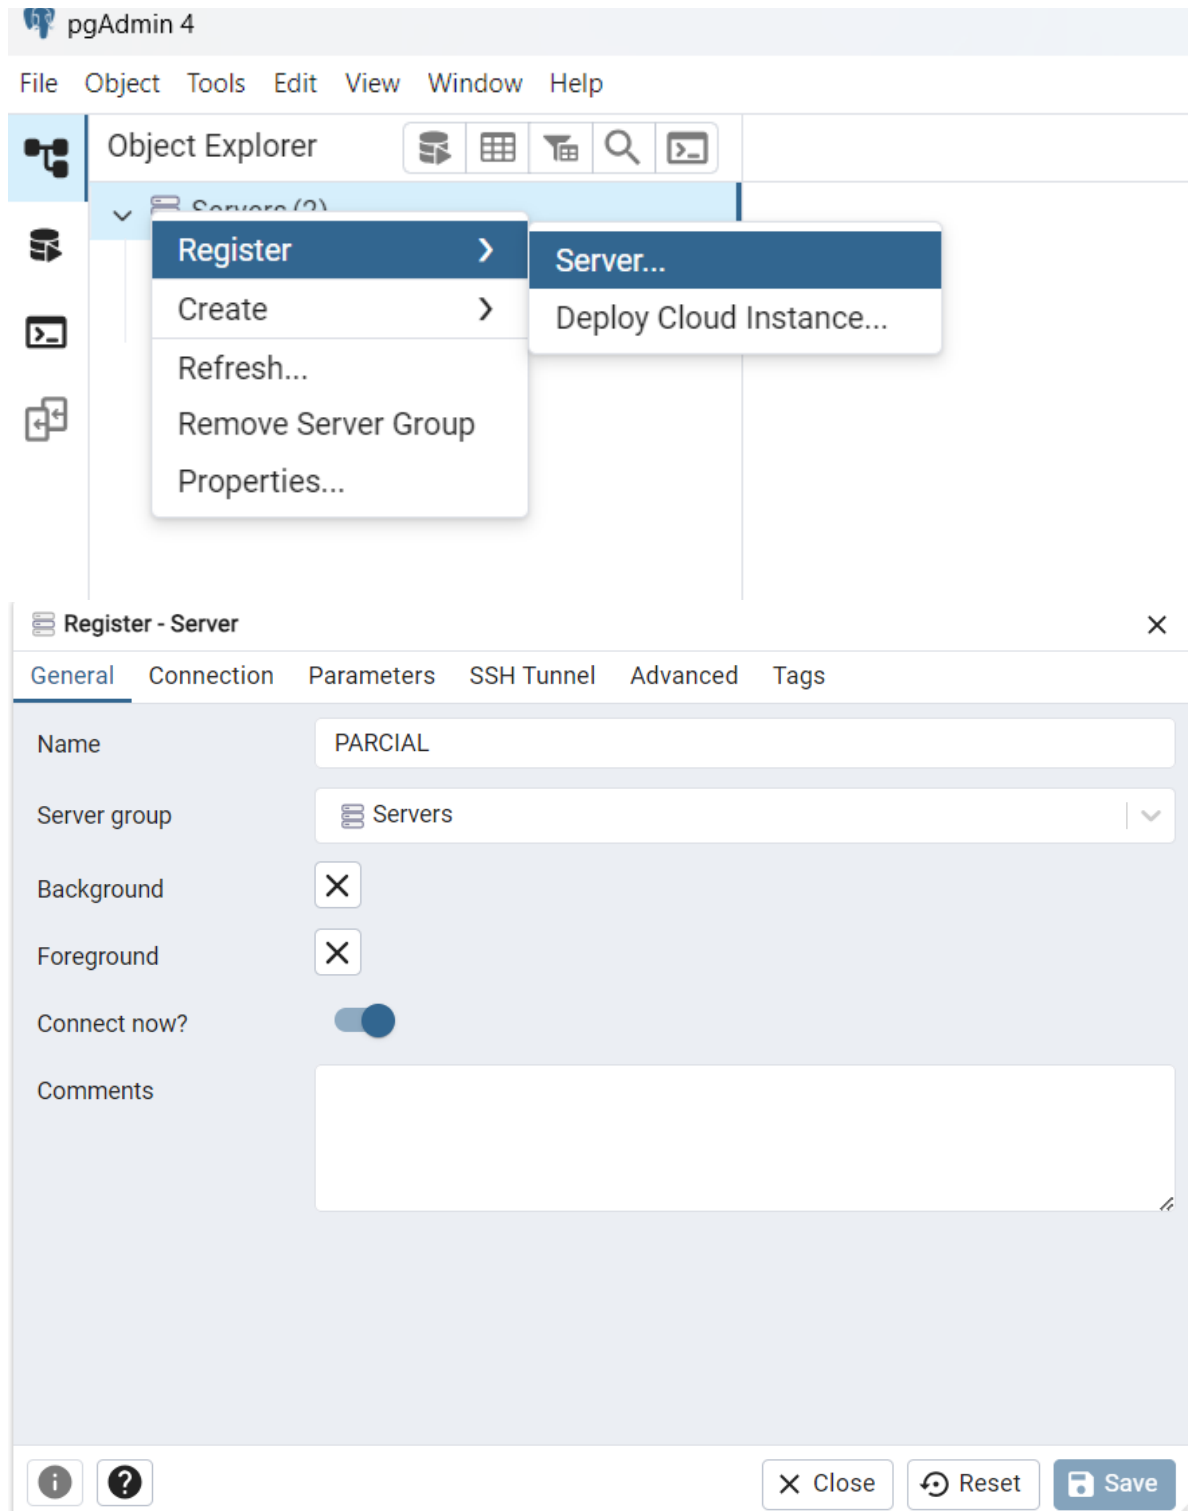 pgAdmin 4
File Object Tools Edit View Window Help
Object Explorer
Servers (2)
Register
Server...
Create
Deploy Cloud Instance...
Refresh...
Remove Server Group
Properties...
Register - Server
General Connection Parameters SSH Tunnel Advanced Tags
Name PARCIAL
Server group Servers
Background
Foreground
Connect now?
Comments
Close Reset Save